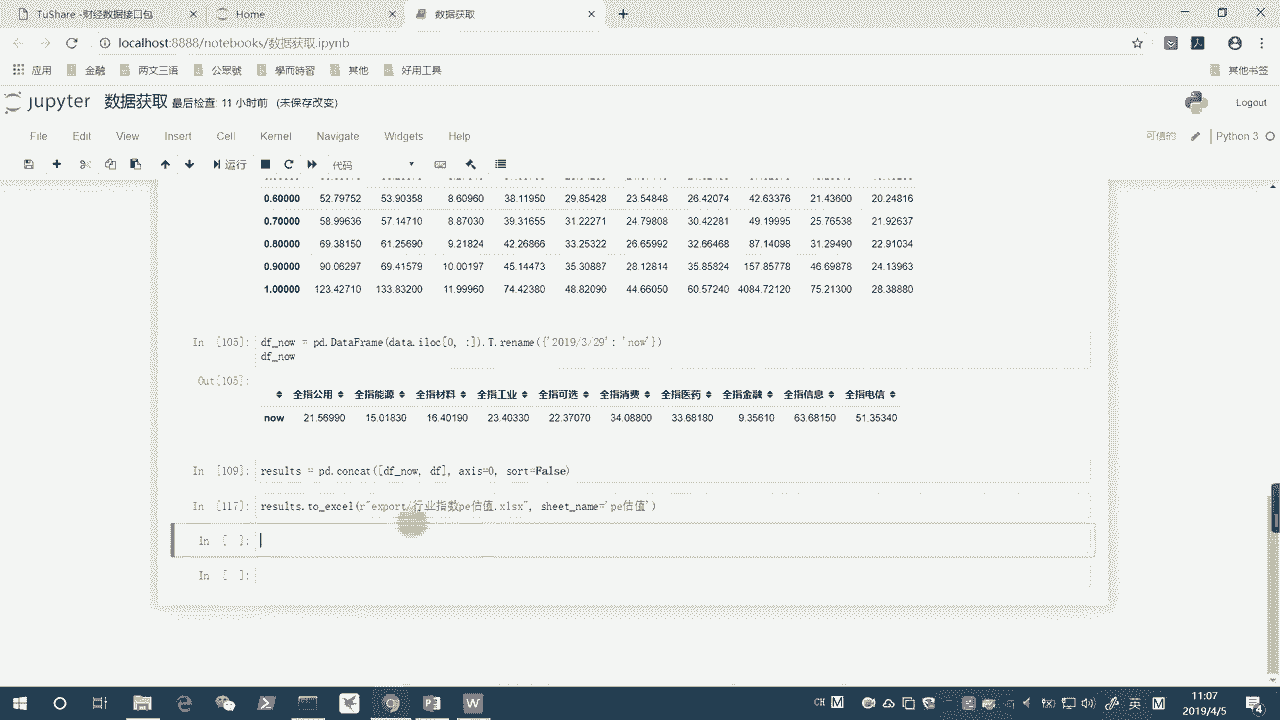 TuShare -财经数据接口包
Home
数据获取
localhost:8888/notebooks/数据获取.ipynb
应用 金融 两文三语 公眾號 學而時習 其他 好用工具 其他书签
jupyter 数据获取 最后检查: 11 小时前 (未保存改变) Logout
File Edit View Insert Cell Kernel Navigate Widgets Help 可信的 Python 3
运行 代码
0.60000 52.79752 53.90358 8.60960 38.11950 29.85428 23.54848 26.42074 42.63376 21.43600 20.24816
0.70000 58.99636 57.14710 8.87030 39.31655 31.22271 24.79808 30.42281 49.19995 25.76538 21.92637
0.80000 69.38150 61.25690 9.21824 42.26866 33.25322 26.65992 32.66468 87.14098 31.29490 22.91034
0.90000 90.06297 69.41579 10.00197 45.14473 35.30887 28.12814 35.85824 157.85778 46.69878 24.13963
1.00000 123.42710 133.83200 11.99960 74.42380 48.82090 44.66050 60.57240 4084.72120 75.21300 28.38880
In [105]: df_now = pd.DataFrame(data.iloc[0, :]).T.rename({'2019/3/29': 'now'})
df_now
Out[105]:
全指公用 全指能源 全指材料 全指工业 全指可选 全指消费 全指医药 全指金融 全指信息 全指电信
now 21.56990 15.01830 16.40190 23.40330 22.37070 34.08800 33.68180 9.35610 63.68150 51.35340
In [109]: results = pd.concat([df_now, df], axis=0, sort=False)
In [117]: results.to_excel(r"export/行业指数pe估值.xlsx", sheet_name='pe估值')
In [ ]:
In [ ]:
CH M 英 M 11:07
2019/4/5